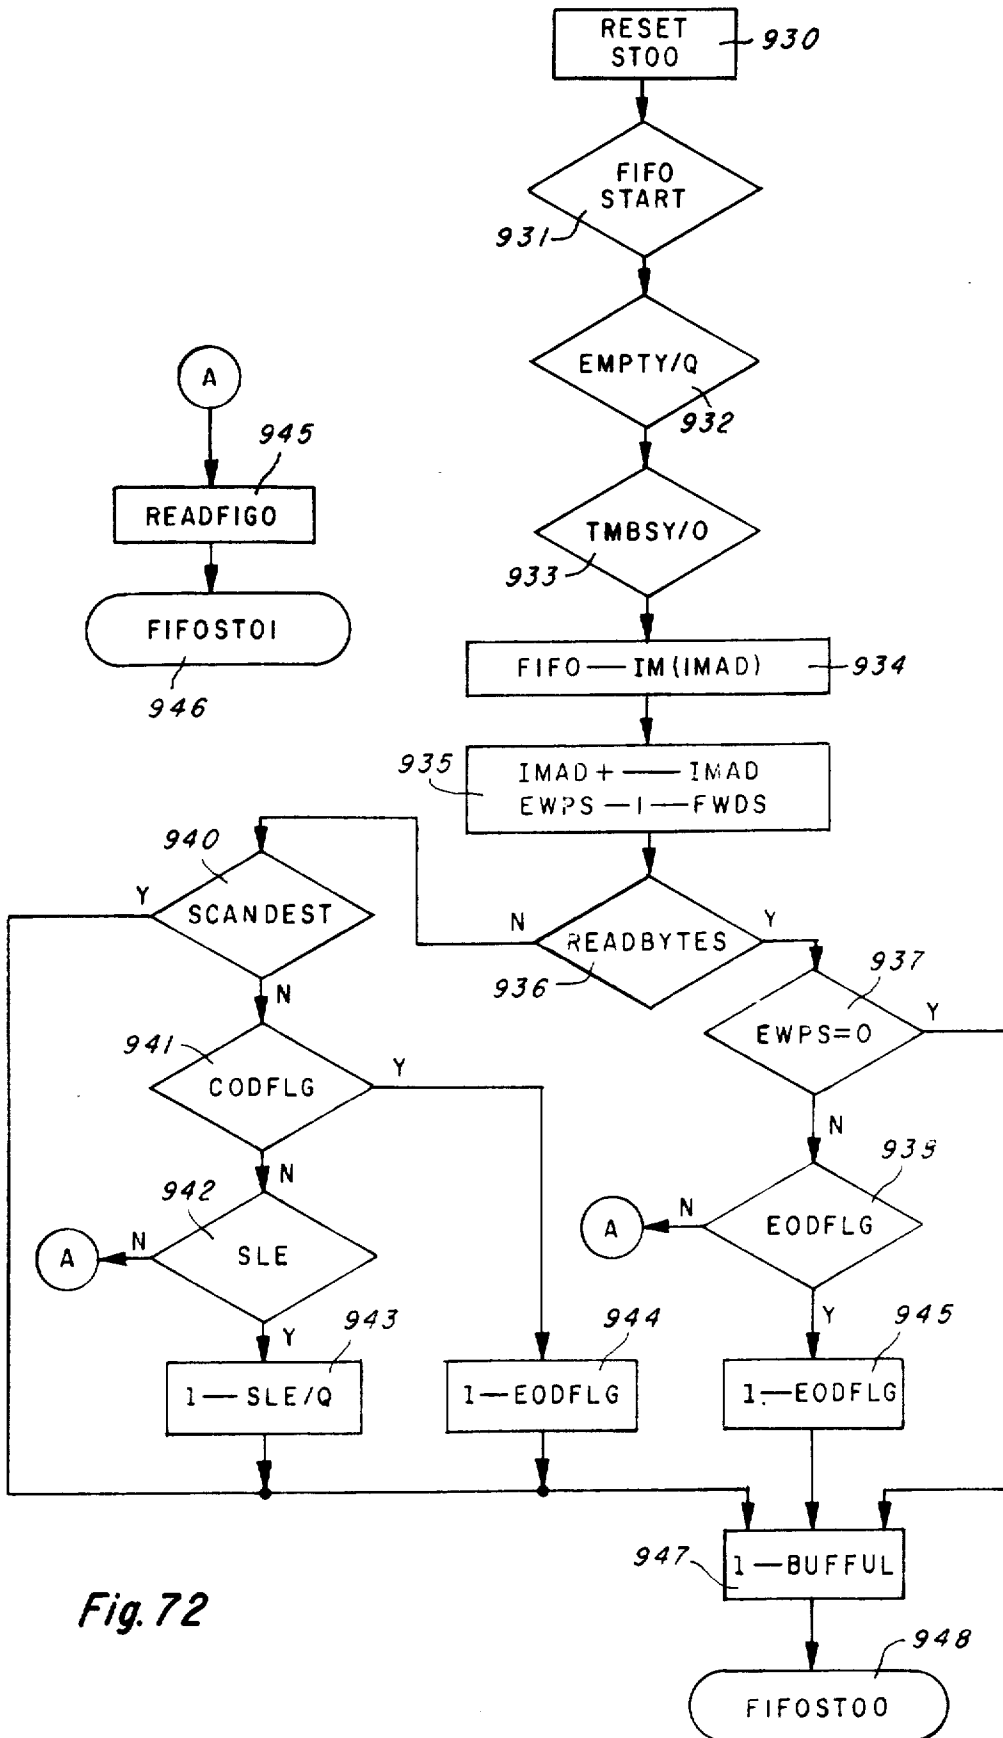 RESET
ST00
930
FIFO
START
931
EMPTY/Q
932
A
945
READFIGO
TMBSY/0
933
FIFOST01
946
FIFO — IM(IMAD)
934
935
IMAD + — IMAD
EWPS — 1 — FWDS
940
Y
SCANDEST
N
READBYTES
Y
936
937
EWPS=0
Y
N
941
CODFLG
Y
N
939
N
942
SLE
N
A
A
N
EODFLG
Y
943
Y
944
945
1 — SLE/Q
1 — EODFLG
1.—EODFLG
947
1 — BUFFUL
Fig. 72
948
FIFOST00